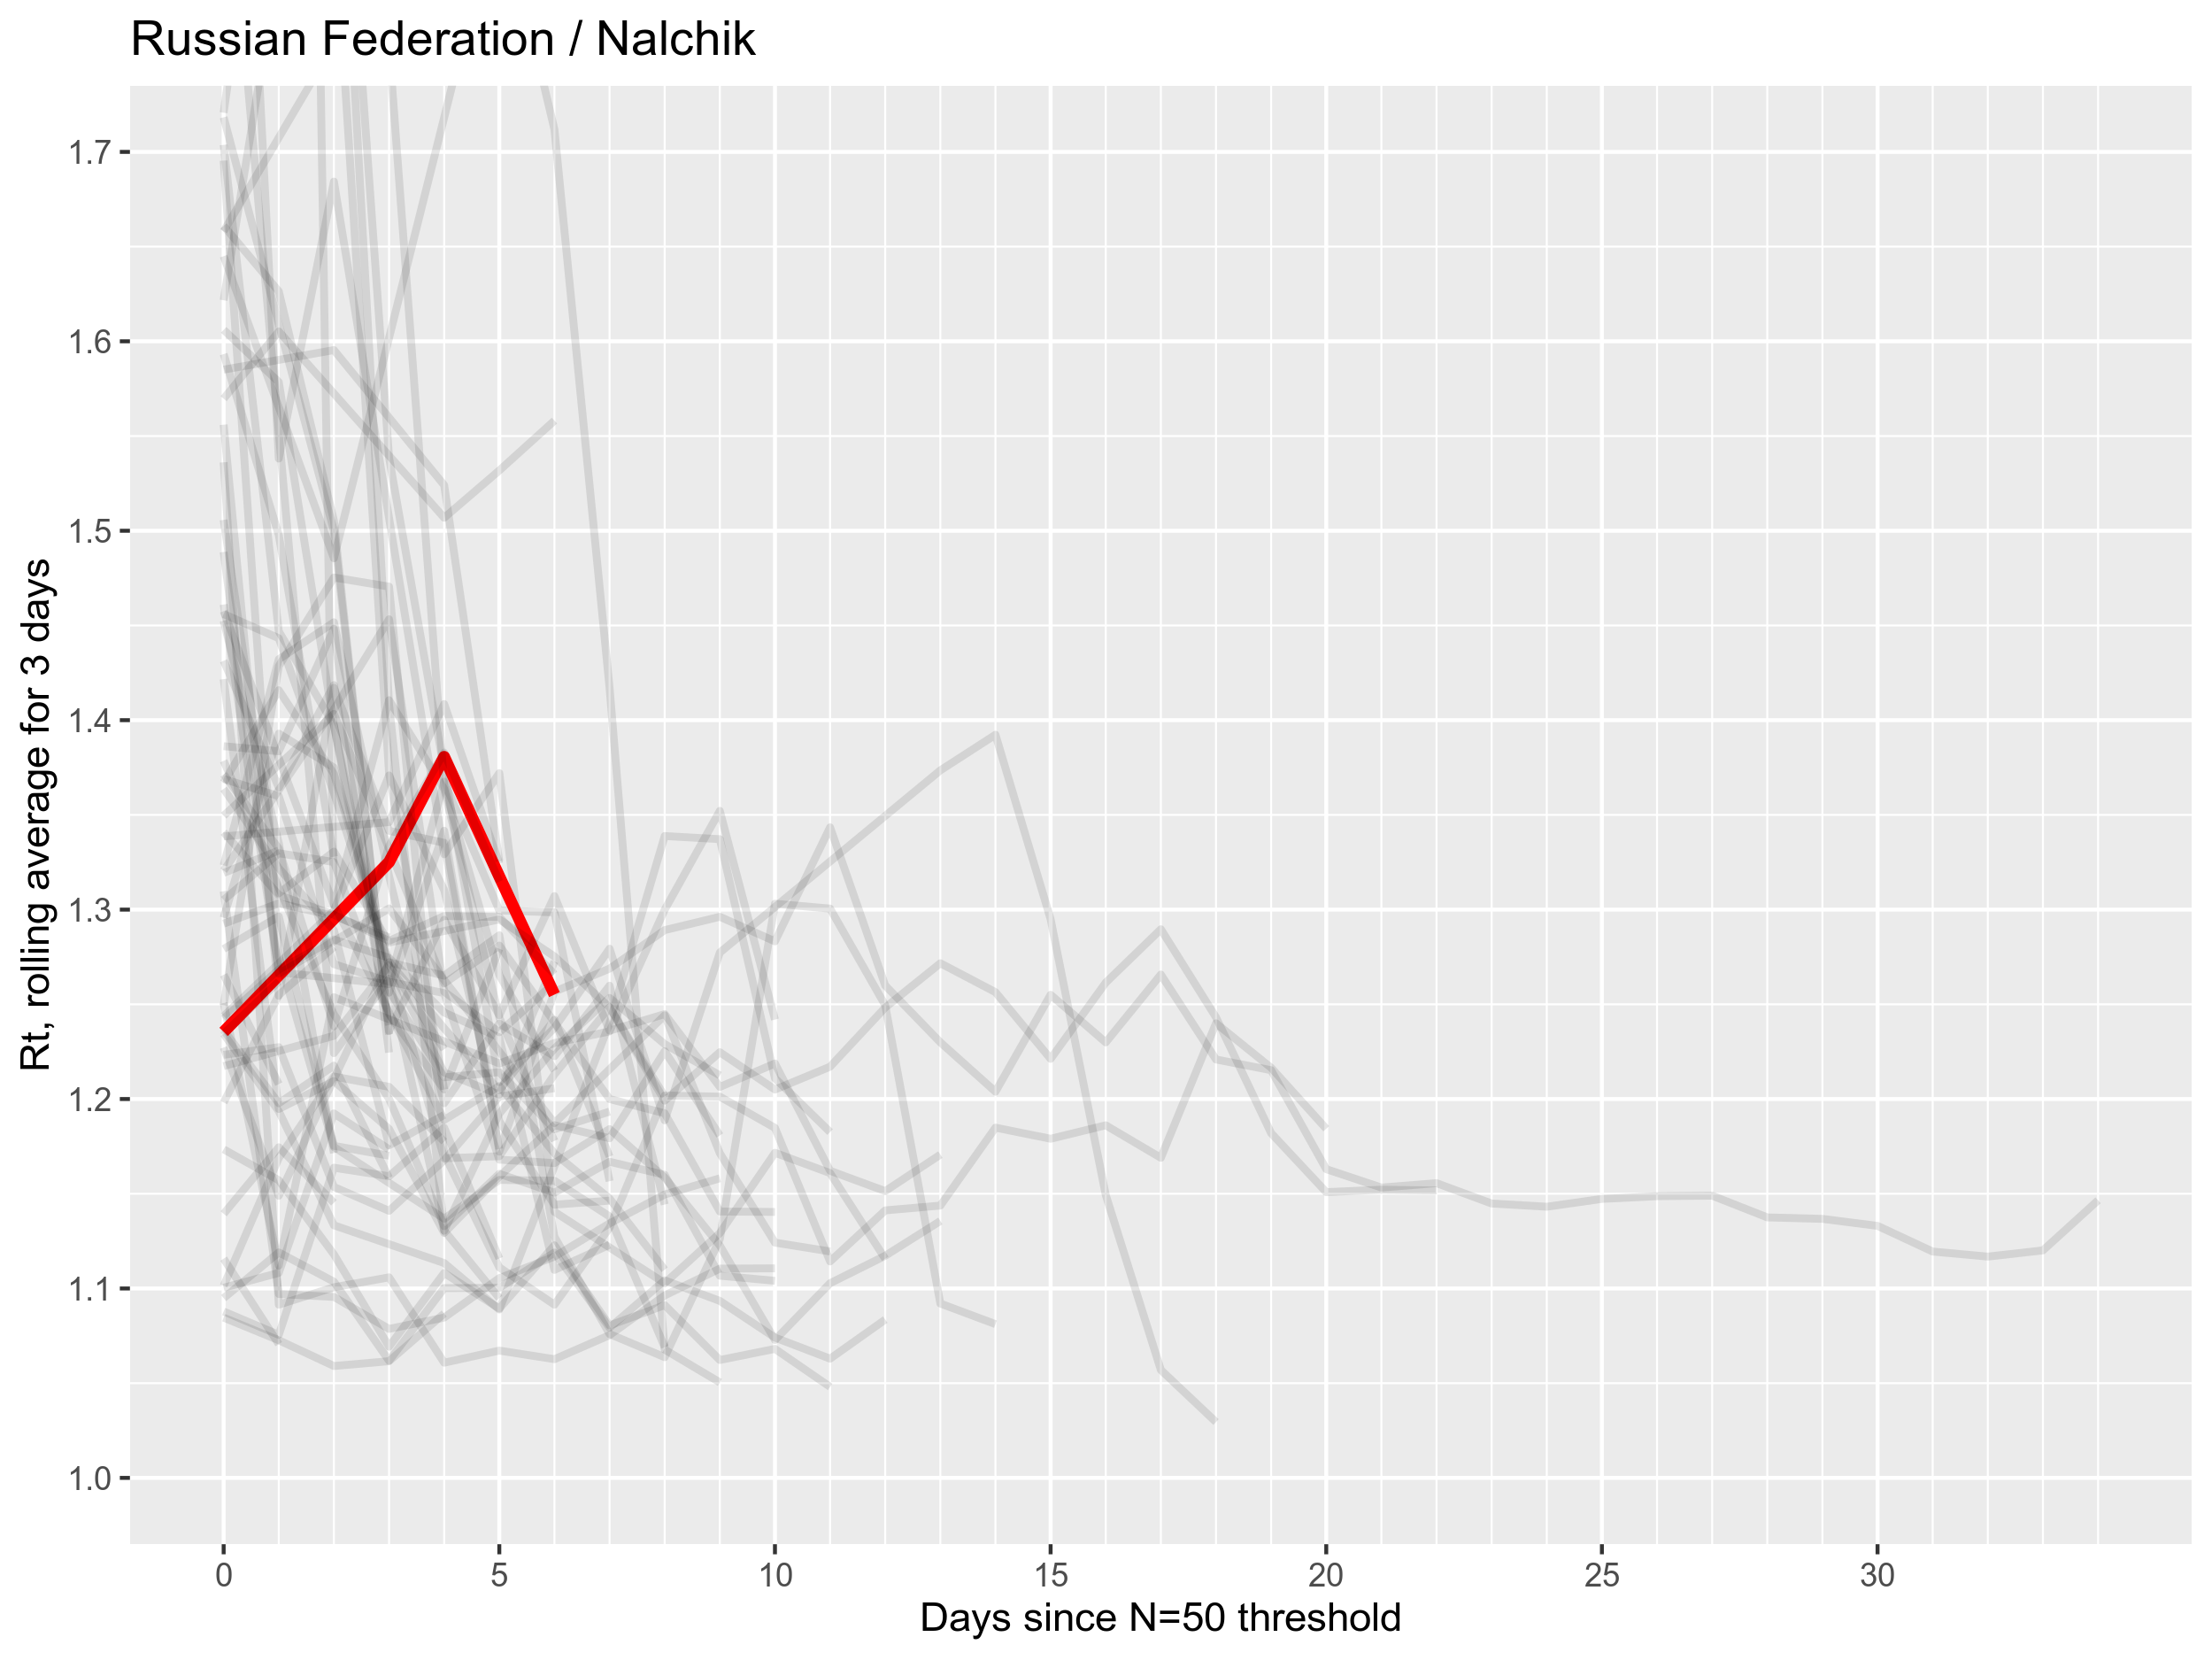 Russian Federation / Nalchik
Rt, rolling average for 3 days
1.7
1.6
1.5
1.4
1.3
1.2
1.1
1.0
0 5 10 15 20 25 30
Days since N=50 threshold